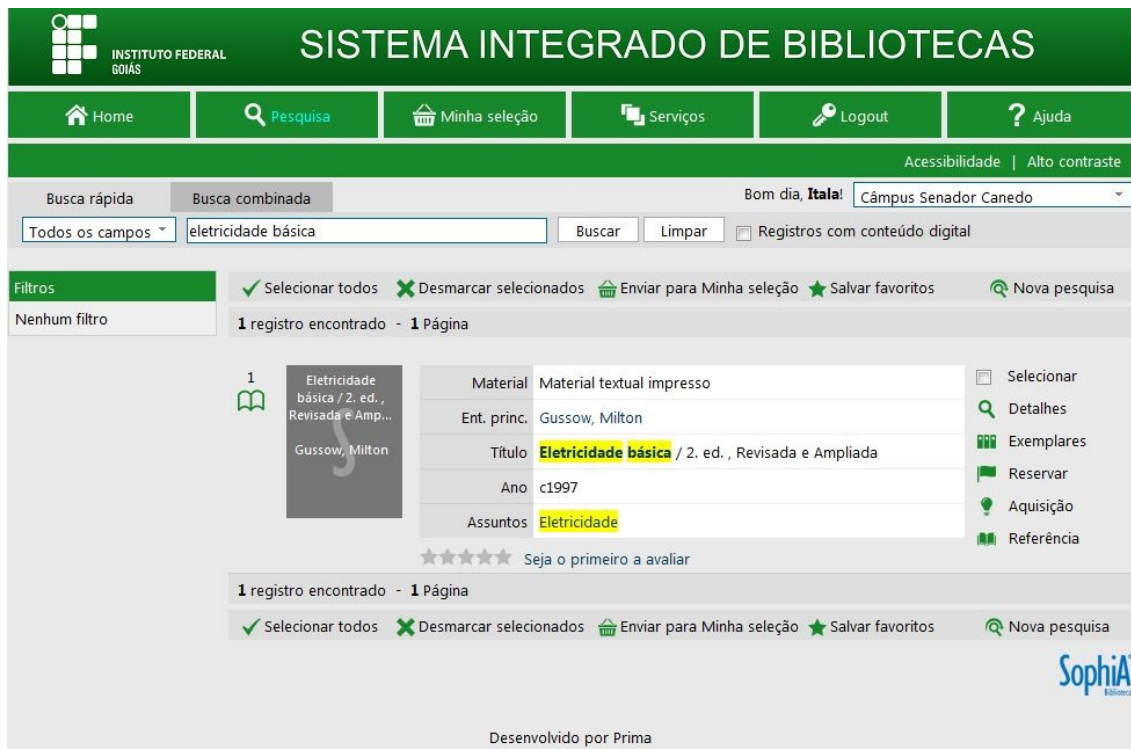 INSTITUTO FEDERAL
GOIÁS
SISTEMA INTEGRADO DE BIBLIOTECAS
Home Pesquisa Minha seleção Serviços Logout ? Ajuda
Acessibilidade | Alto contraste
Busca rápida Busca combinada Bom dia, Itala! Câmpus Senador Canedo
Todos os campos eletricidade básica Buscar Limpar Registros com conteúdo digital
Filtros
Nenhum filtro
Selecionar todos Desmarcar selecionados Enviar para Minha seleção Salvar favoritos Nova pesquisa
1 registro encontrado - 1 Página
1
Eletricidade
básica / 2. ed. ,
Revisada e Amp...
Gussow, Milton
S
Material Material textual impresso
Ent. princ. Gussow, Milton
Título Eletricidade básica / 2. ed. , Revisada e Ampliada
Ano c1997
Assuntos Eletricidade
Selecionar
Detalhes
Exemplares
Reservar
Aquisição
Referência
Seja o primeiro a avaliar
1 registro encontrado - 1 Página
Selecionar todos Desmarcar selecionados Enviar para Minha seleção Salvar favoritos Nova pesquisa
SophiA
Biblioteca
Desenvolvido por Prima